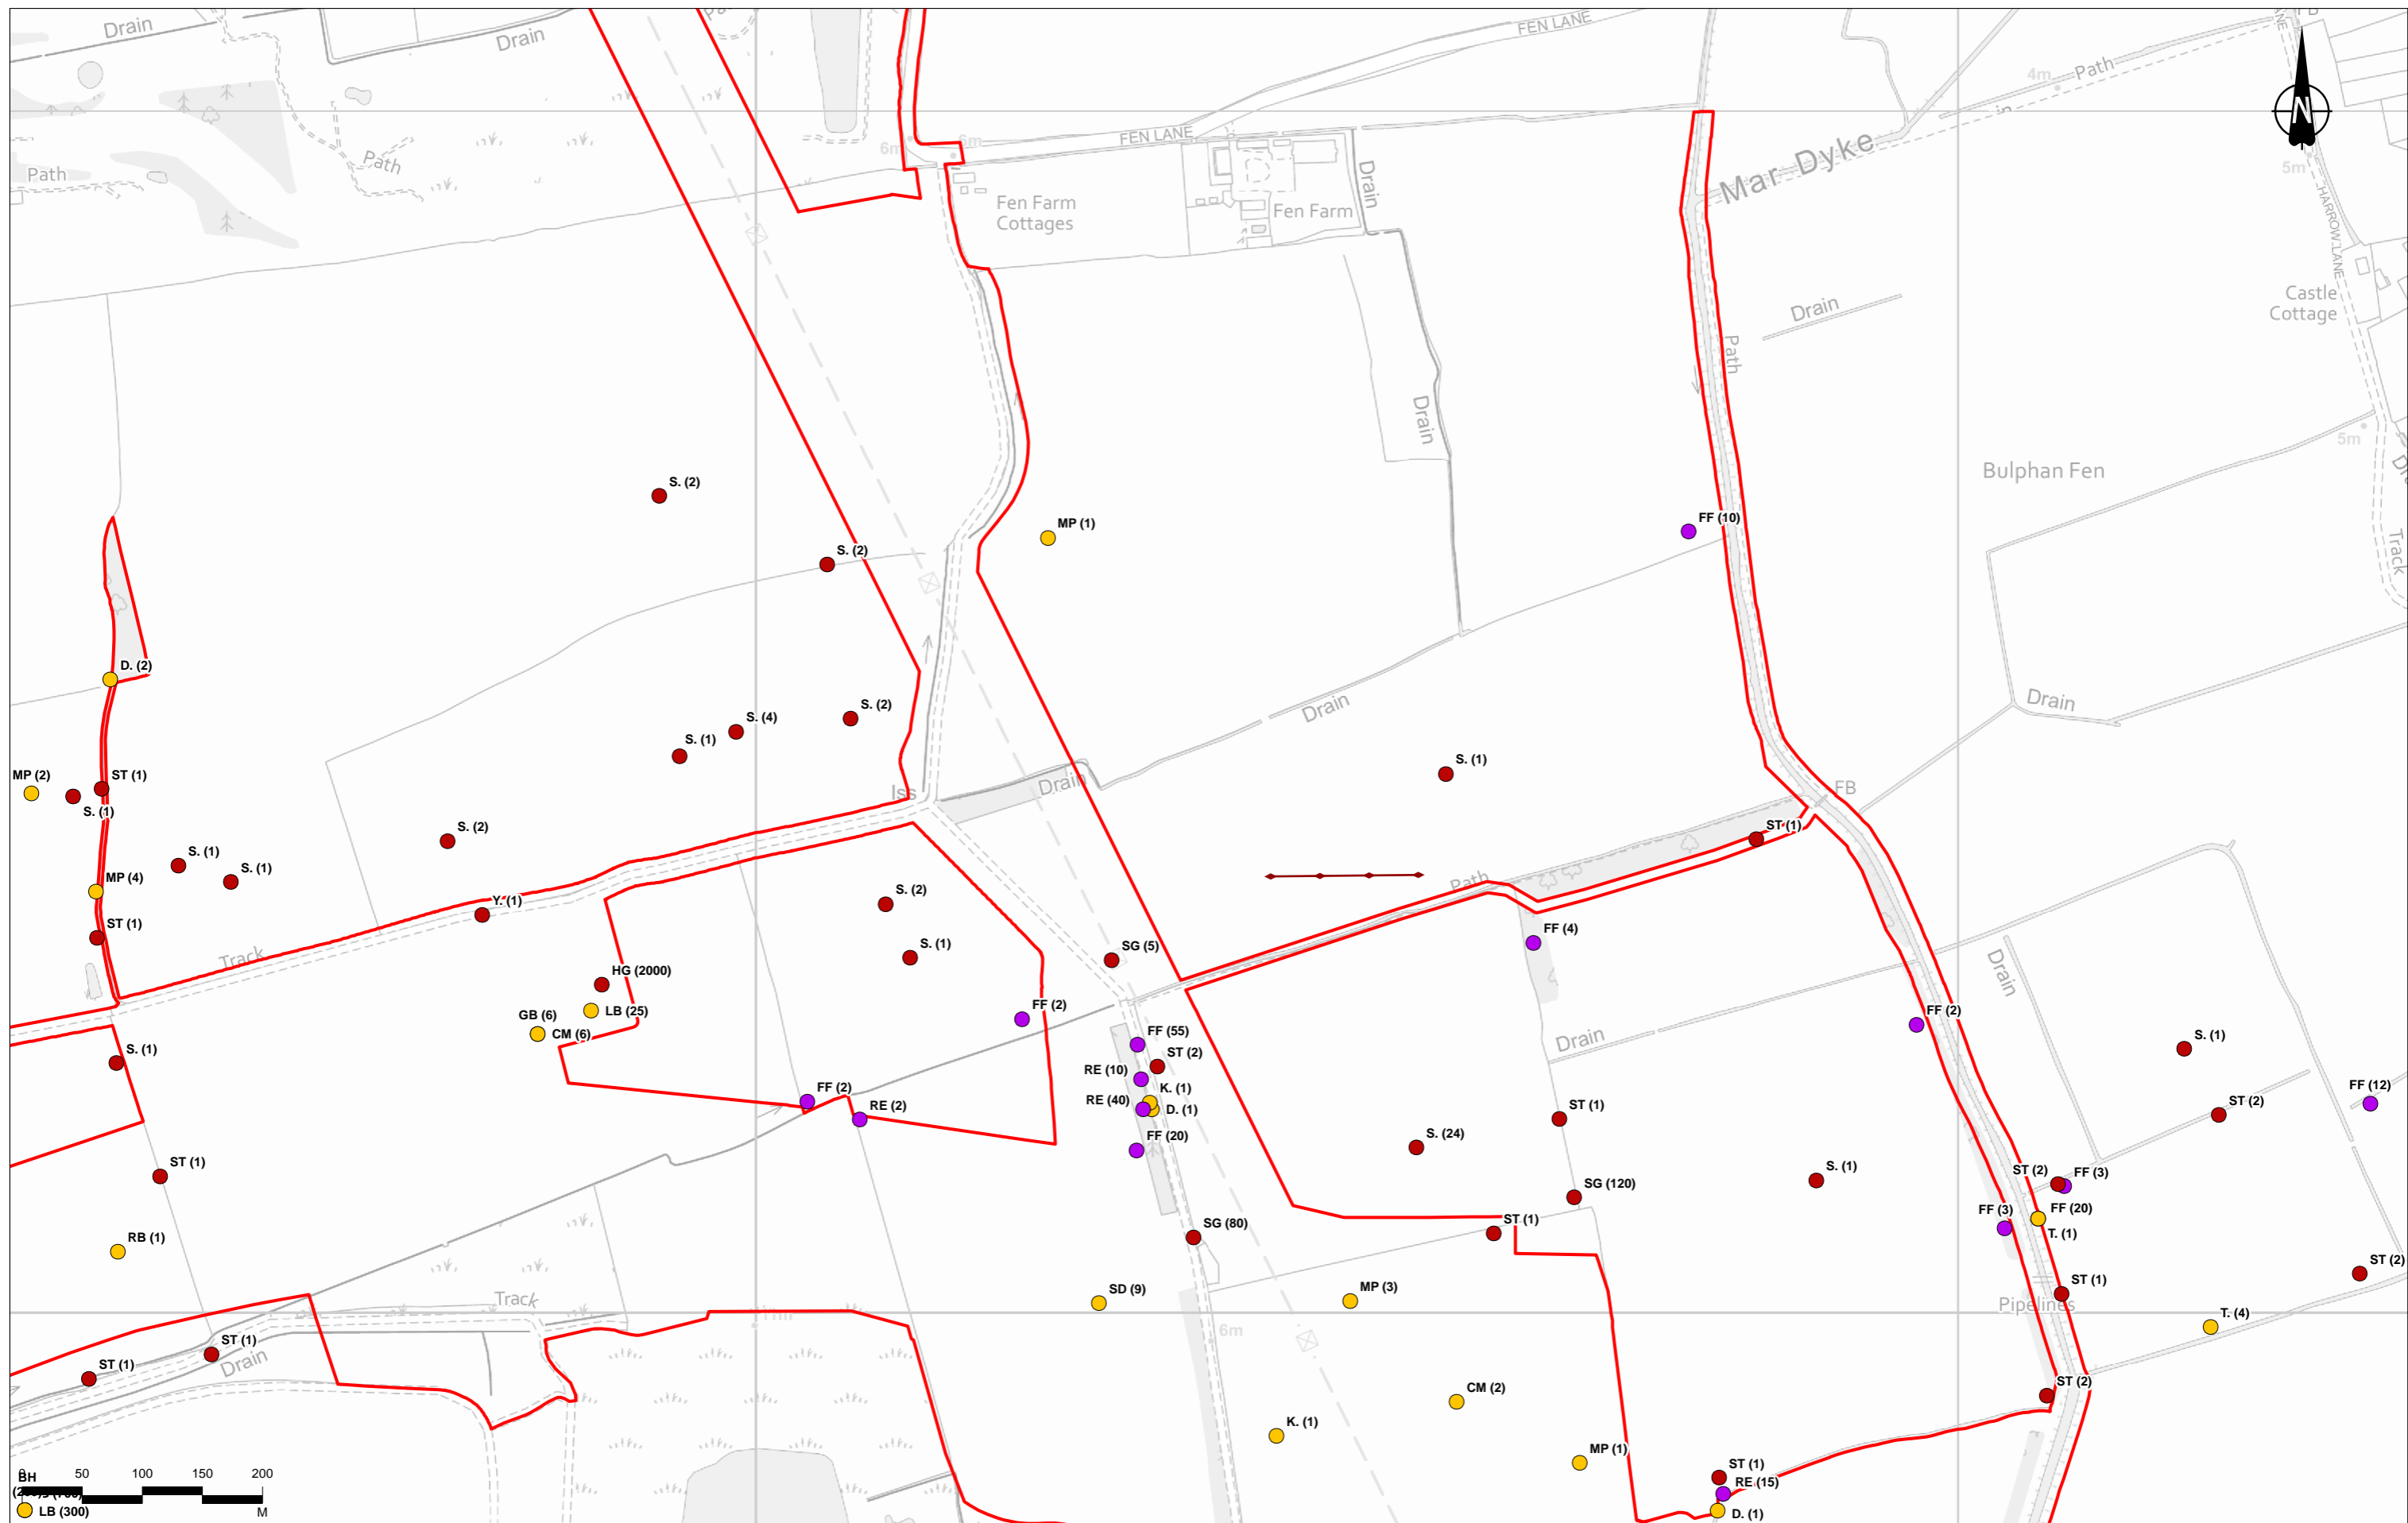 Drain
Drain
FEN LANE
Path
4m
N
FEN LANE
6m
6m
Path
Path
Mar Dyke
in
5m
HARROW LANE
Drain
Fen Farm
Cottages
Fen Farm
Castle
Cottage
Drain
Path
Drain
5m
Bulphan Fen
S. (2)
MP (1)
FF (10)
Track
S. (2)
D. (2)
Drain
Drain
S. (2)
S. (4)
S. (1)
S. (1)
MP (2)
ST (1)
S. (1)
Iss
Drain
FB
S. (2)
ST (1)
S. (1)
S. (1)
MP (4)
Path
S. (2)
Y. (1)
ST (1)
FF (4)
S. (1)
SG (5)
Track
Drain
HG (2000)
LB (25)
GB (6)
CM (6)
FF (2)
FF (2)
FF (55)
Drain
S. (1)
S. (1)
ST (2)
RE (10)
K. (1)
RE (40)
D. (1)
FF (2)
RE (2)
FF (12)
ST (1)
ST (2)
FF (20)
S. (24)
ST (1)
S. (1)
ST (2)
FF (3)
SG (120)
FF (3)
FF (20)
T. (1)
RB (1)
SG (80)
ST (1)
ST (2)
SD (9)
MP (3)
ST (1)
Track
Pipelines
T. (4)
6m
ST (1)
Drain
ST (1)
ST (2)
CM (2)
K. (1)
MP (1)
ST (1)
RE (15)
D. (1)
0 50 100 150 200
BH
M
LB (300)